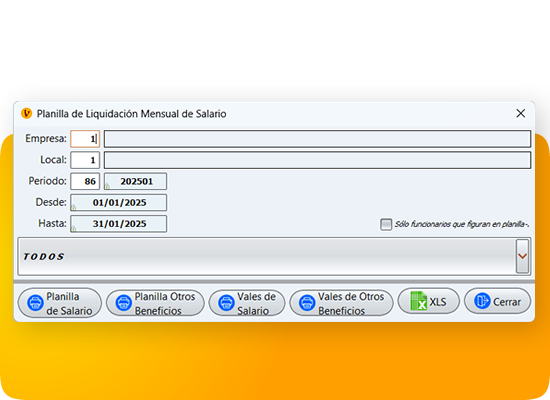 Planilla de Liquidación Mensual de Salario
Empresa: 1
Local: 1
Periodo: 86 202501
Desde: 01/01/2025
Hasta: 31/01/2025
Sólo funcionarios que figuran en planilla-.
TODOS
Planilla
de Salario
Planilla Otros
Beneficios
Vales de
Salario
Vales de Otros
Beneficios
XLS
Cerrar